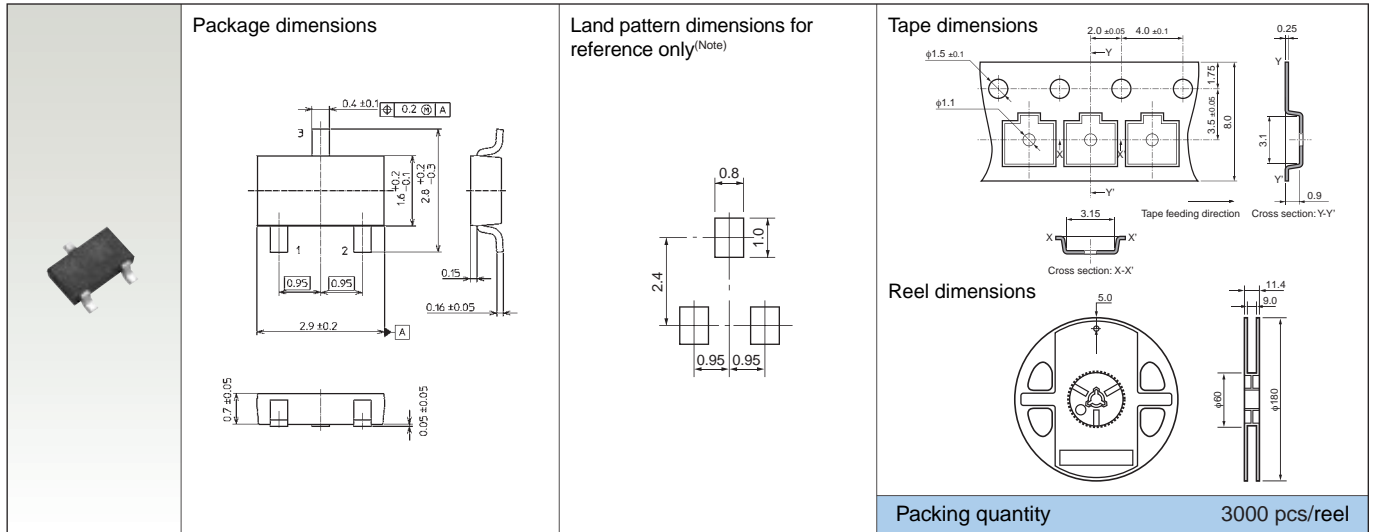 Package dimensions
0.4 ±0.1
⌖ 0.2 Ⓜ A
3
1.6 +0.2 −0.1
2.8 +0.2 −0.3
1
2
0.95
0.95
0.15
0.16 ±0.05
2.9 ±0.2
A
0.7 ±0.05
0.05 ±0.05
Land pattern dimensions for
reference only(Note)
0.8
1.0
2.4
0.95
0.95
Tape dimensions
2.0 ±0.05
4.0 ±0.1
0.25
φ1.5 ±0.1
Y
Y
1.75
φ1.1
3.5 ±0.05
8.0
3.1
X
X'
Y'
Y'
0.9
Tape feeding direction
Cross section: Y-Y'
3.15
X
X'
Cross section: X-X'
Reel dimensions
5.0
11.4
9.0
φ60
φ180
Packing quantity
3000 pcs/reel